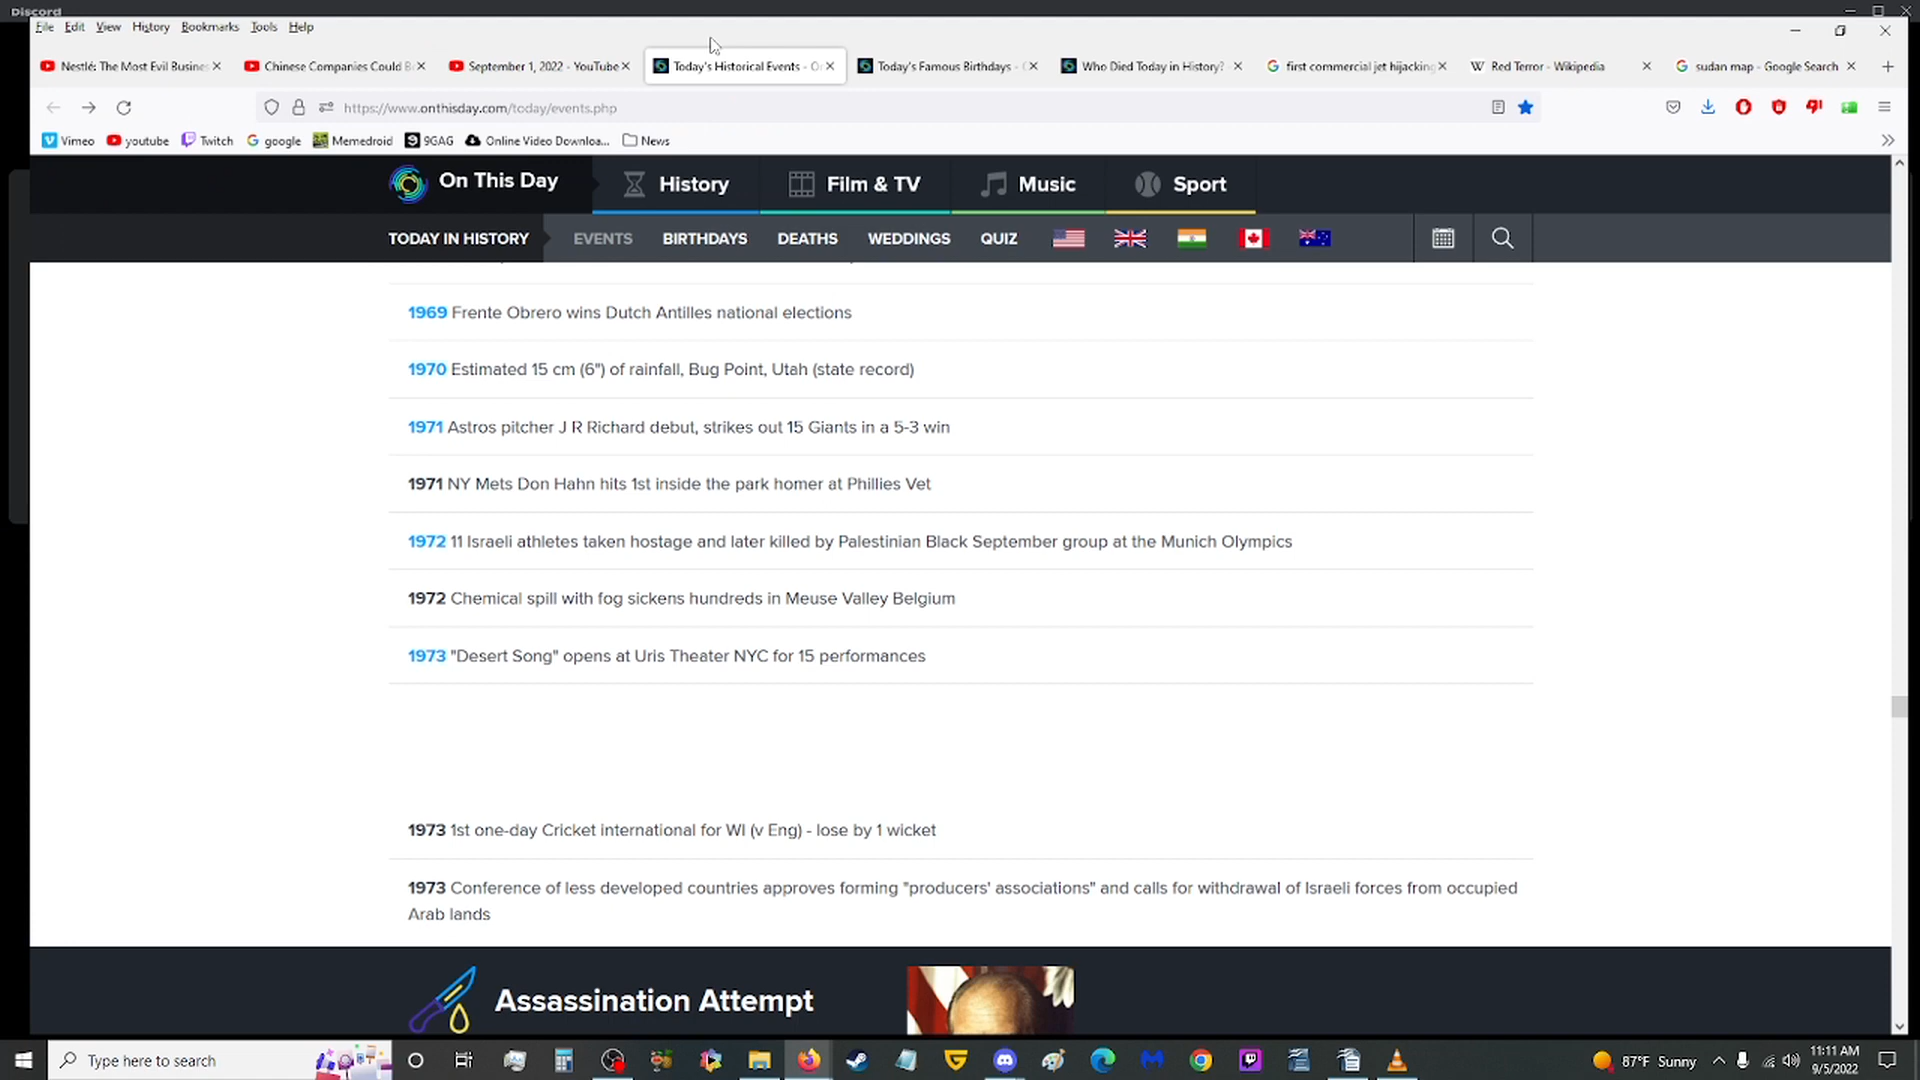 Discord
File Edit View History Bookmarks Tools Help
Nestlé: The Most Evil Busine
Chinese Companies Could B
September 1, 2022 - YouTube
Today's Historical Events - O
Today's Famous Birthdays -
Who Died Today in History? -
first commercial jet hijacking
W Red Terror - Wikipedia
sudan map - Google Search
https://www.onthisday.com/today/events.php
Vimeo youtube Twitch google Memedroid 9GAG Online Video Downloa... News
On This Day History Film & TV Music Sport
TODAY IN HISTORY EVENTS BIRTHDAYS DEATHS WEDDINGS QUIZ
1969 Frente Obrero wins Dutch Antilles national elections
1970 Estimated 15 cm (6") of rainfall, Bug Point, Utah (state record)
1971 Astros pitcher J R Richard debut, strikes out 15 Giants in a 5-3 win
1971 NY Mets Don Hahn hits 1st inside the park homer at Phillies Vet
1972 11 Israeli athletes taken hostage and later killed by Palestinian Black September group at the Munich Olympics
1972 Chemical spill with fog sickens hundreds in Meuse Valley Belgium
1973 "Desert Song" opens at Uris Theater NYC for 15 performances
1973 1st one-day Cricket international for WI (v Eng) - lose by 1 wicket
1973 Conference of less developed countries approves forming "producers' associations" and calls for withdrawal of Israeli forces from occupied
Arab lands
Assassination Attempt
Type here to search
87°F Sunny
11:11 AM
9/5/2022